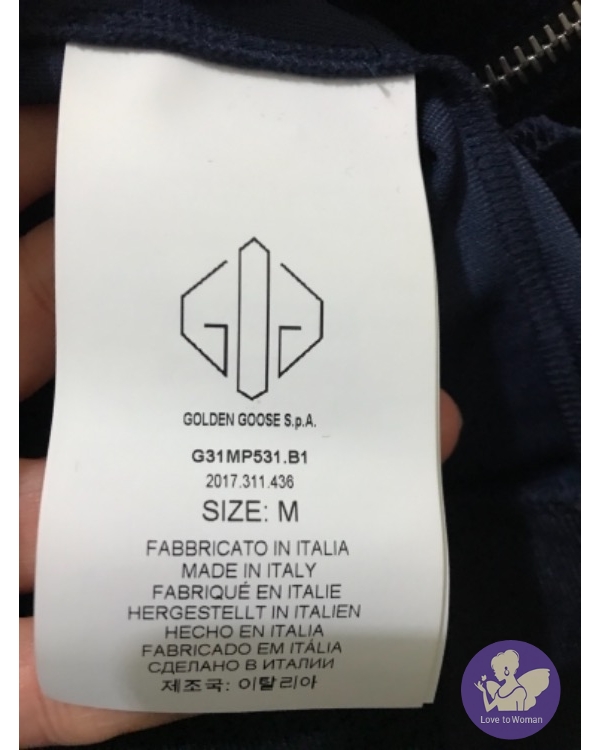 GOLDEN GOOSE S.p.A.
G31MP531.B1
2017.311.436
SIZE: M
FABBRICATO IN ITALIA
MADE IN ITALY
FABRIQUÉ EN ITALIE
HERGESTELLT IN ITALIEN
HECHO EN ITALIA
FABRICADO EM ITÁLIA
СДЕЛАНО В ИТАЛИИ
제조국: 이탈리아
Love to Woman